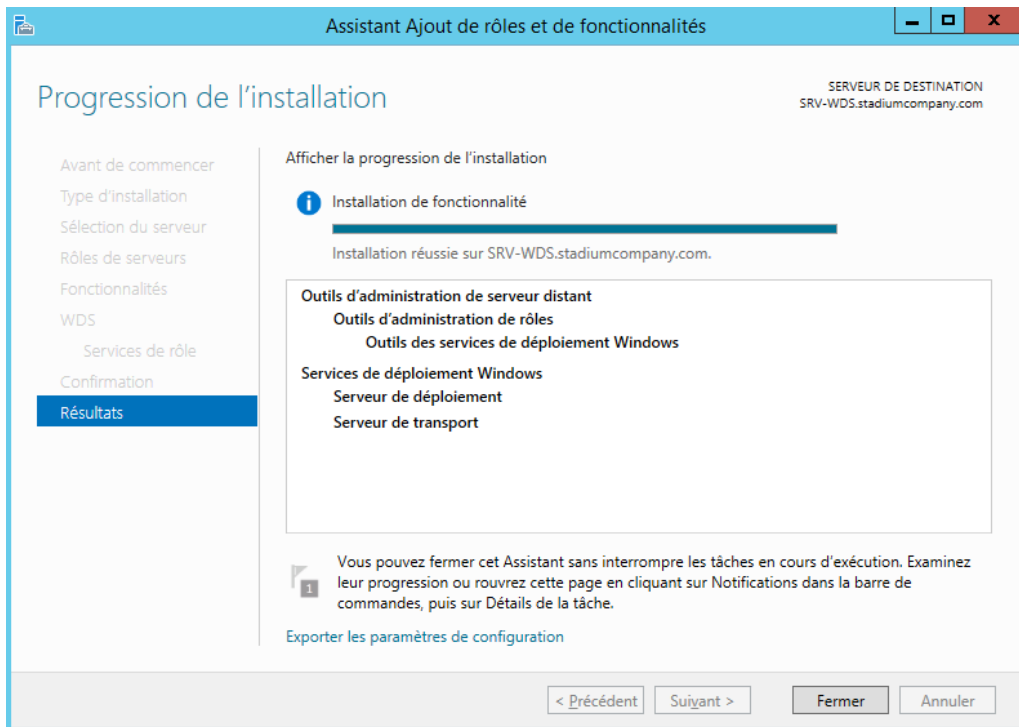 Assistant Ajout de rôles et de fonctionnalités
Progression de l'installation
SERVEUR DE DESTINATION
SRV-WDS.stadiumcompany.com
Avant de commencer
Type d'installation
Sélection du serveur
Rôles de serveurs
Fonctionnalités
WDS
Services de rôle
Confirmation
Résultats
Afficher la progression de l'installation
Installation de fonctionnalité
Installation réussie sur SRV-WDS.stadiumcompany.com.
Outils d'administration de serveur distant
Outils d'administration de rôles
Outils des services de déploiement Windows
Services de déploiement Windows
Serveur de déploiement
Serveur de transport
Vous pouvez fermer cet Assistant sans interrompre les tâches en cours d'exécution. Examinez
leur progression ou rouvrez cette page en cliquant sur Notifications dans la barre de
commandes, puis sur Détails de la tâche.
1
Exporter les paramètres de configuration
< Précédent
Suivant >
Fermer
Annuler